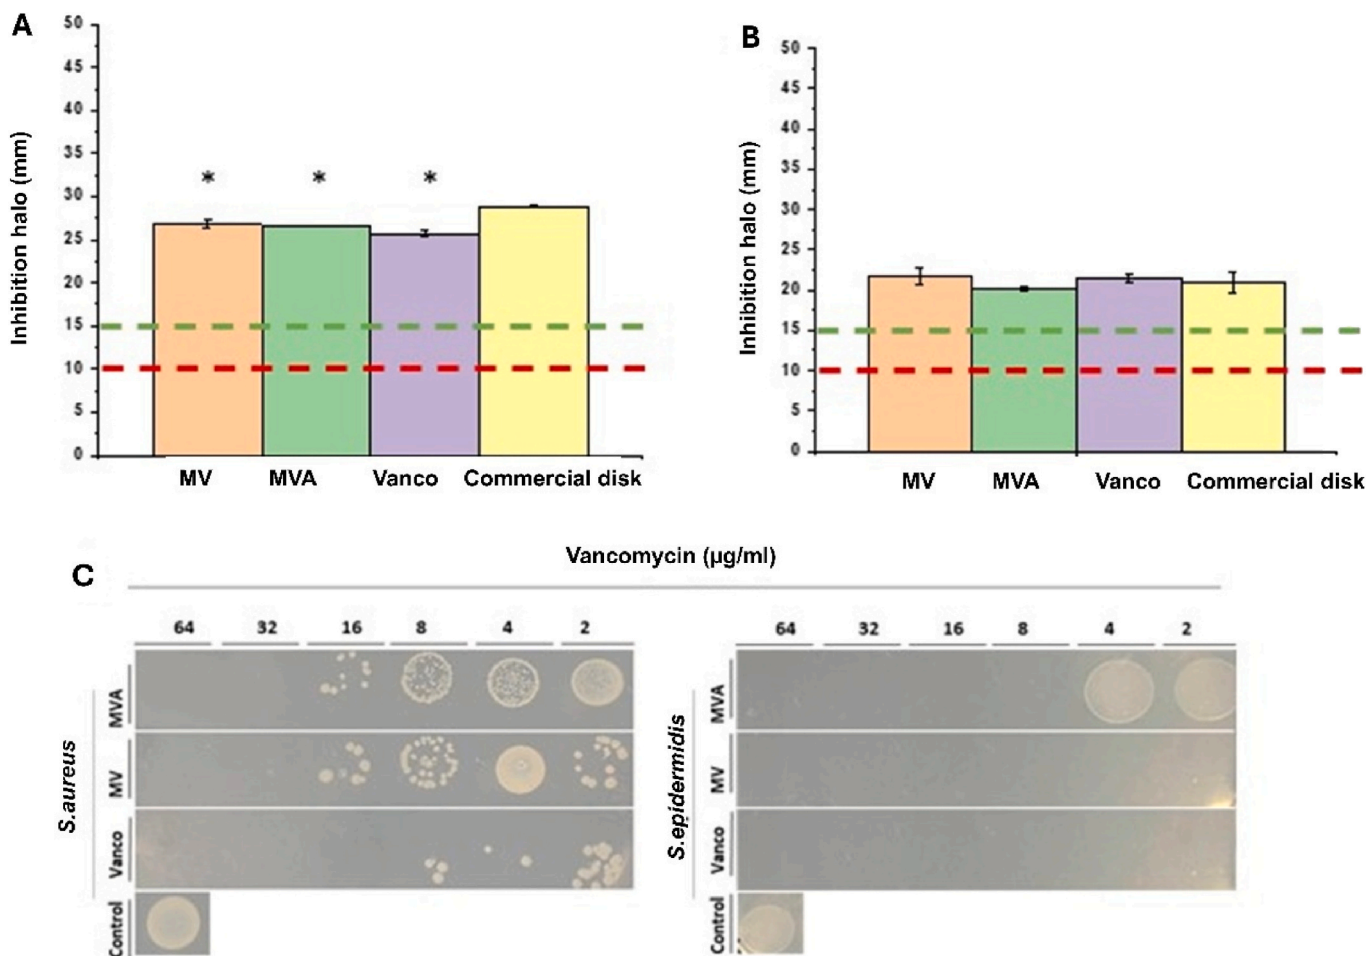 A
Inhibition halo (mm)
50
45
40
35
30
25
20
15
10
5
0
* * *
MV MVA Vanco Commercial disk
B
Inhibition halo (mm)
50
45
40
35
30
25
20
15
10
5
0
MV MVA Vanco Commercial disk
C
Vancomycin (µg/ml)
64 32 16 8 4 2
S.aureus
MVA
MV
Vanco
Control
64 32 16 8 4 2
S.epidermidis
MVA
MV
Vanco
Control